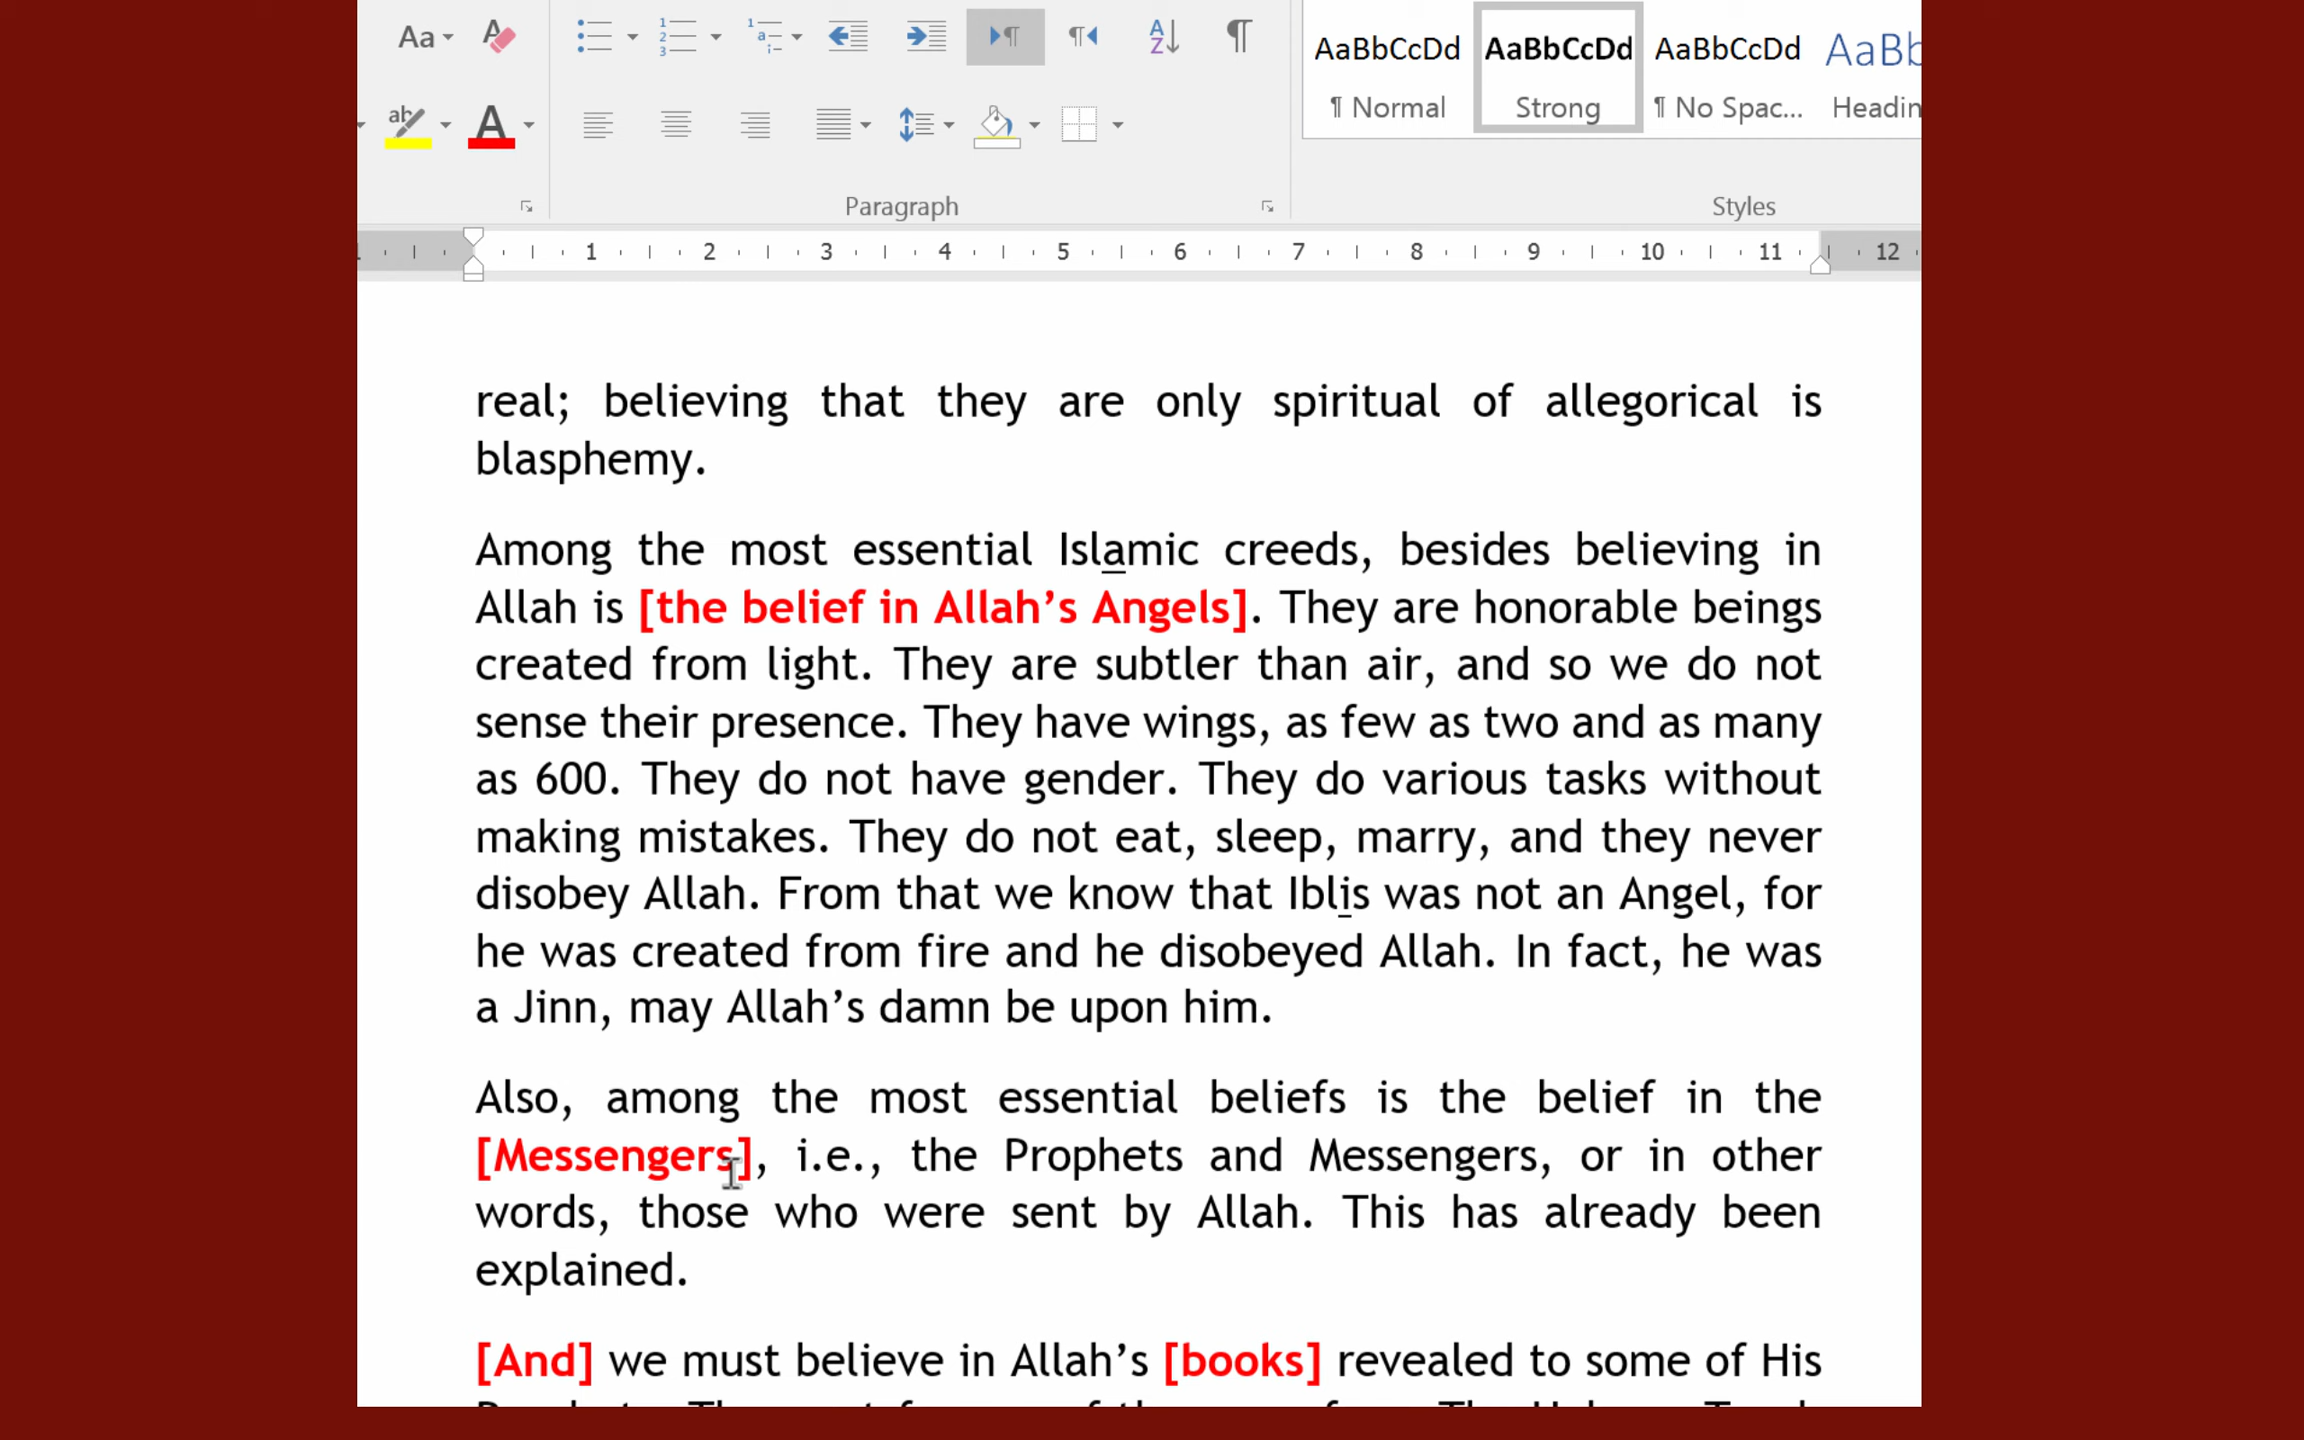 Aa
AaBbCcDd AaBbCcDd AaBbCcDd AaBb
¶ Normal Strong ¶ No Spac... Headin
Paragraph Styles
1 2 3 4 5 6 7 8 9 10 11 12
real; believing that they are only spiritual of allegorical is
blasphemy.
Among the most essential Islamic creeds, besides believing in
Allah is [the belief in Allah’s Angels]. They are honorable beings
created from light. They are subtler than air, and so we do not
sense their presence. They have wings, as few as two and as many
as 600. They do not have gender. They do various tasks without
making mistakes. They do not eat, sleep, marry, and they never
disobey Allah. From that we know that Iblis was not an Angel, for
he was created from fire and he disobeyed Allah. In fact, he was
a Jinn, may Allah’s damn be upon him.
Also, among the most essential beliefs is the belief in the
[Messengers], i.e., the Prophets and Messengers, or in other
words, those who were sent by Allah. This has already been
explained.
[And] we must believe in Allah’s [books] revealed to some of His